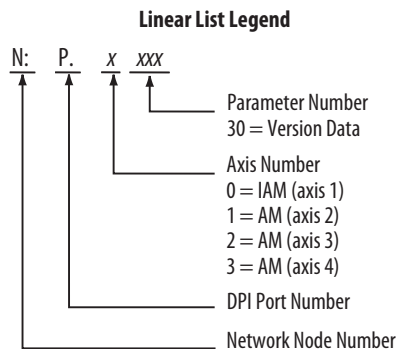 Linear List Legend
N: P. x xxx
Parameter Number
30 = Version Data
Axis Number
0 = IAM (axis 1)
1 = AM (axis 2)
2 = AM (axis 3)
3 = AM (axis 4)
DPI Port Number
Network Node Number